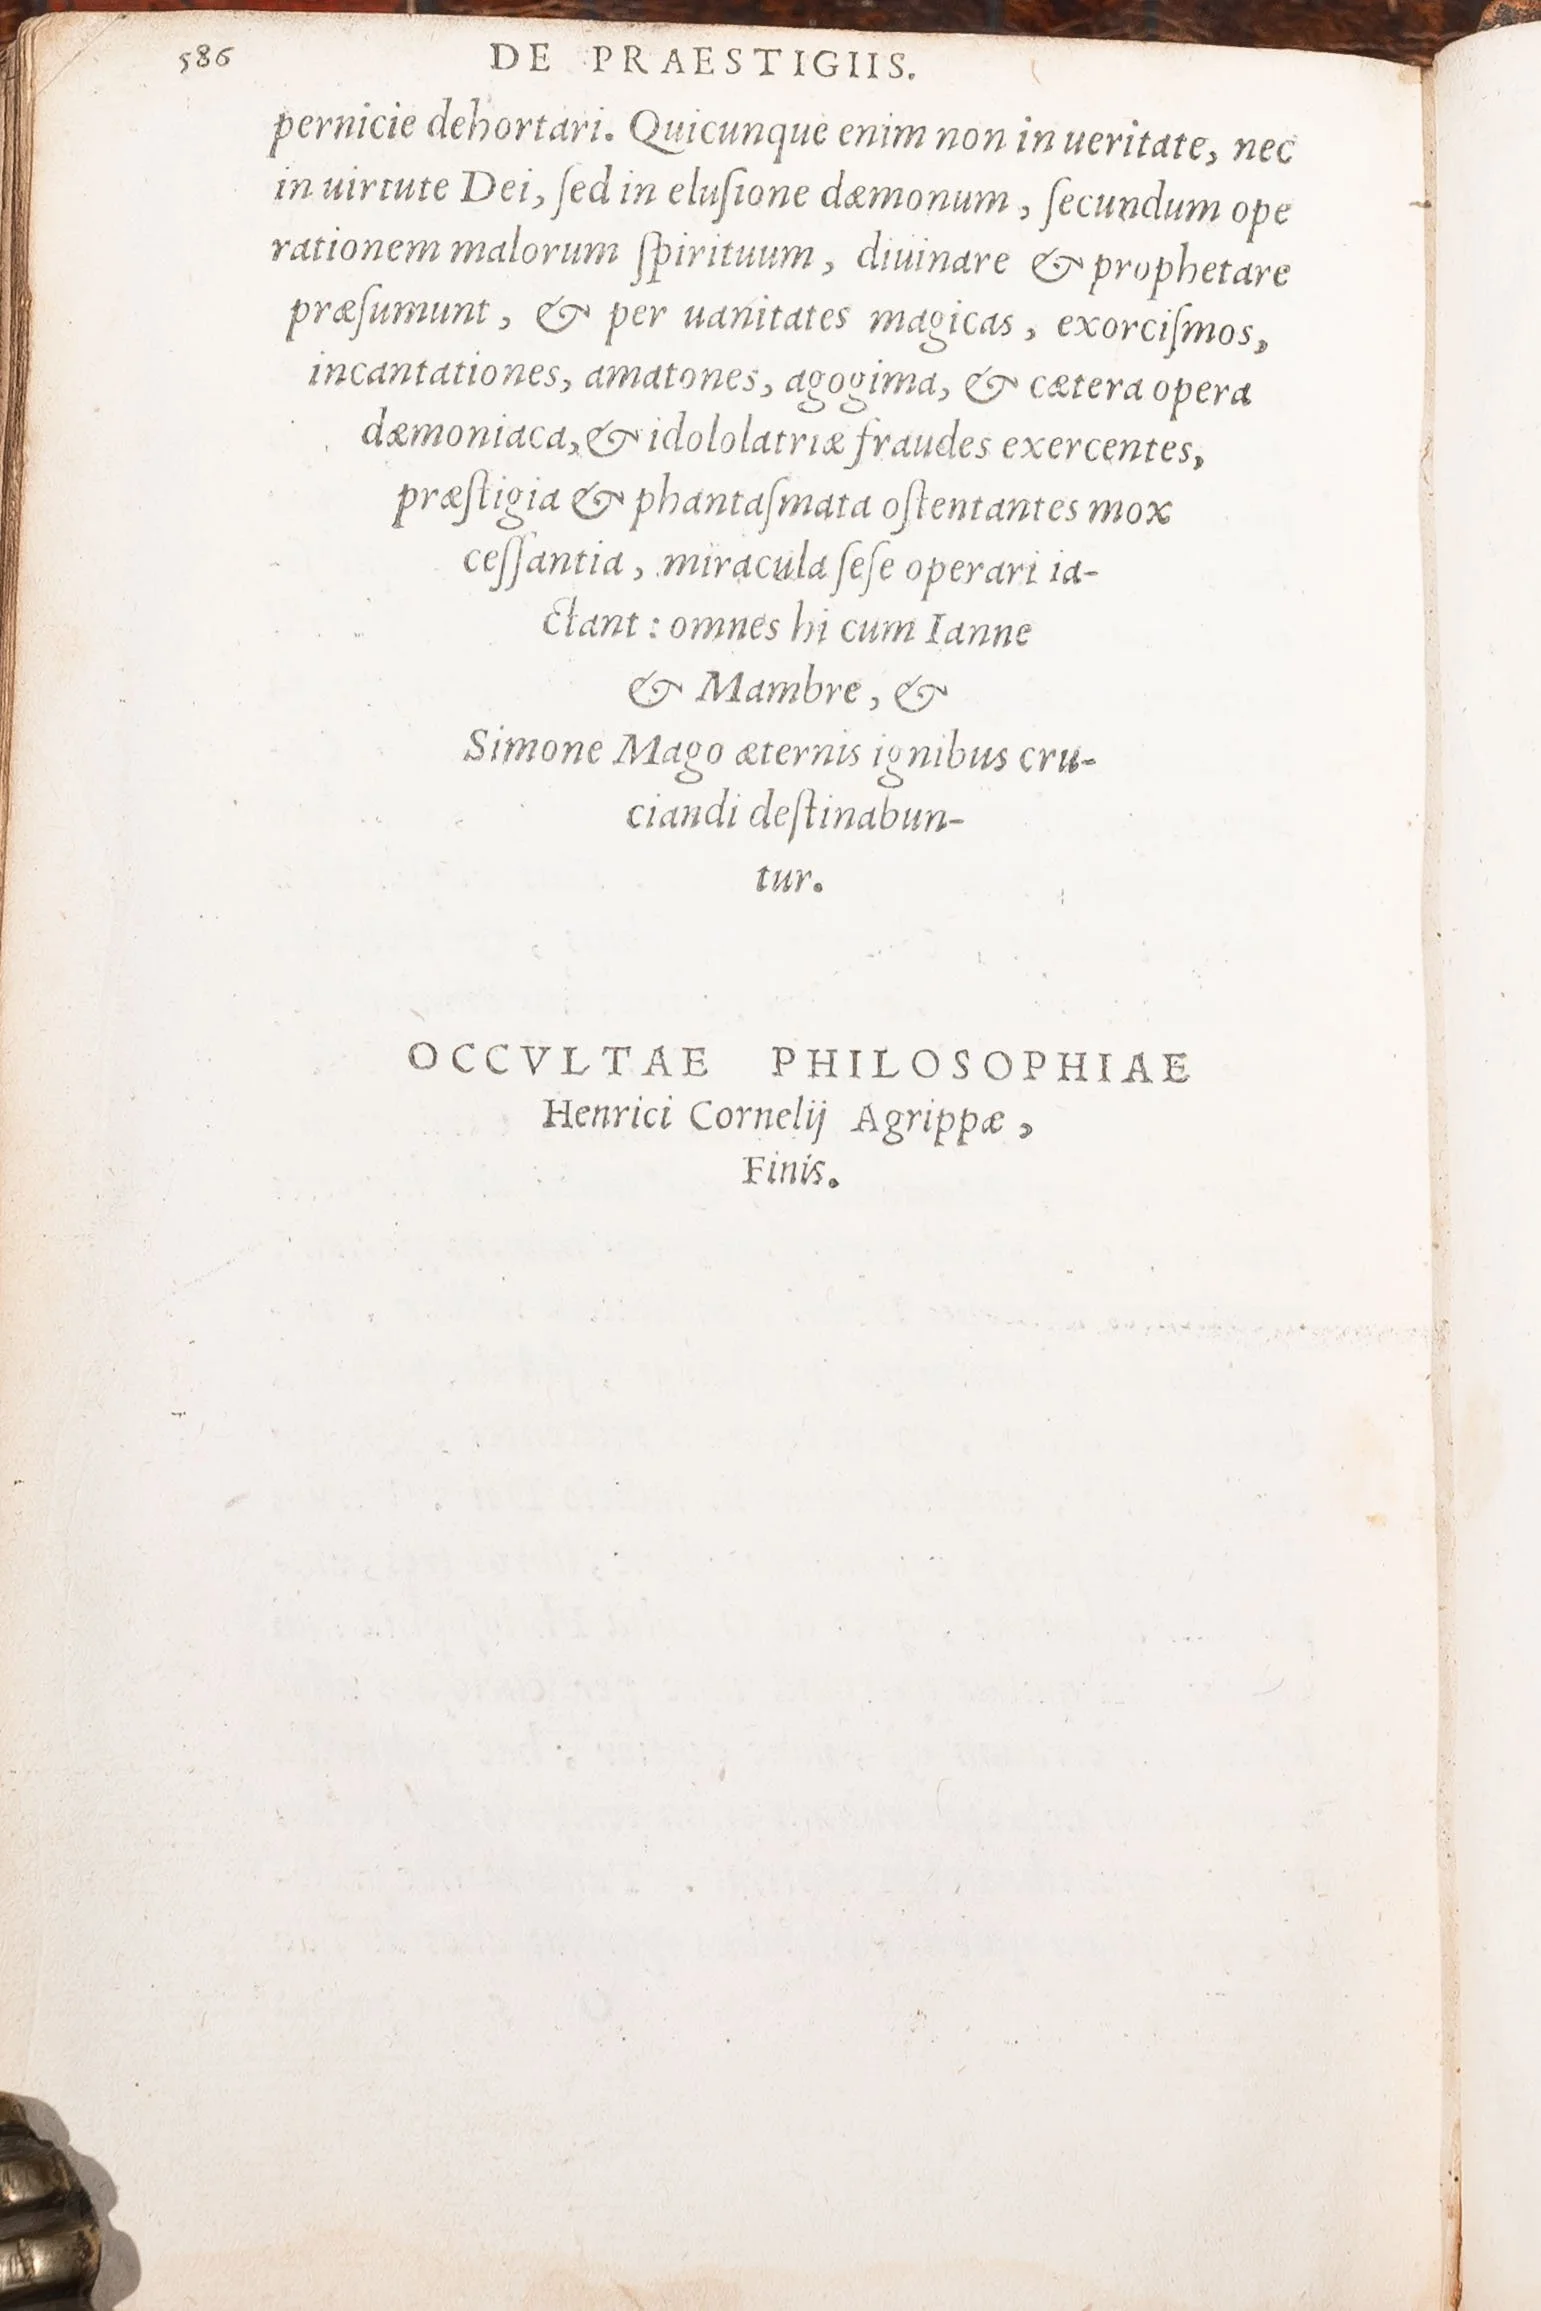 586 DE PRAESTIGIIS.
pernicie dehortari. Quicunque enim non in ueritate, nec
in uirtute Dei, ſed in eluſione dæmonum, ſecundum ope
rationem malorum ſpirituum, diuinare & prophetare
præſumunt, & per uanitates magicas, exorciſmos,
incantationes, amatones, agogima, & cætera opera
dæmoniaca, & idololatriæ fraudes exercentes,
præſtigia & phantaſmata oſtentantes mox
ceſſantia, miracula ſeſe operari ia-
ctant: omnes hi cum Ianne
& Mambre, &
Simone Mago æternis ignibus cru-
ciandi deſtinabun-
tur.
OCCVLTAE PHILOSOPHIAE
Henrici Cornelij Agrippæ,
Finis.